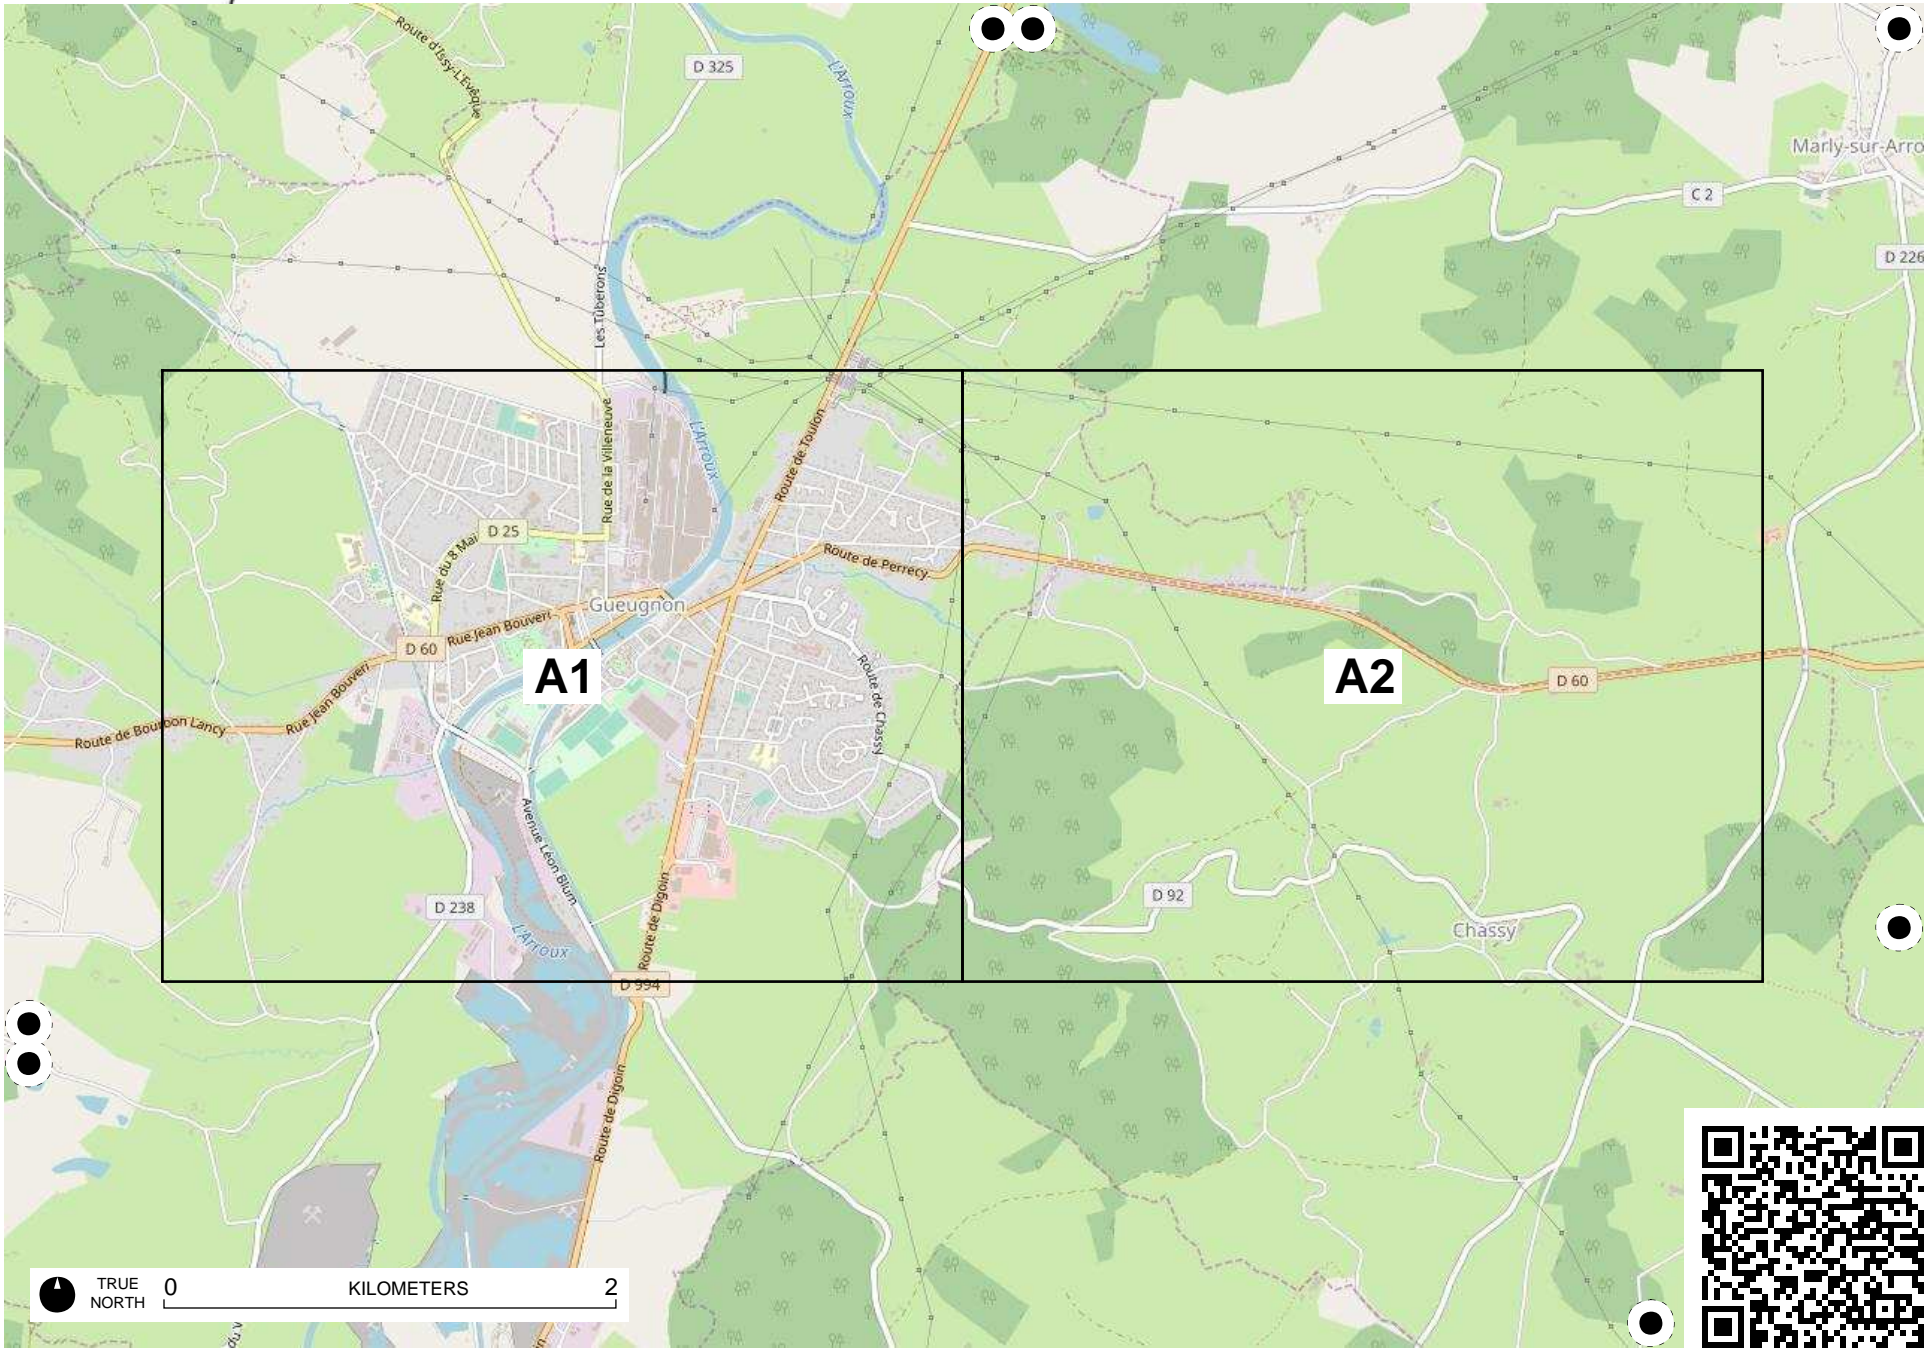 Route d'Issy-L'Evêque
D 325
L'Arroux
Marly-sur-Arro
C 2
D 226
Les Tuberons
L'Arroux
Route de Toulon
Rue de la Villeneuve
D 25
Rue du 8 Mai
Route de Perrecy
Gueugnon
Rue Jean Bouveri
D 60
A1
A2
D 60
Rue Jean Bouveri
Route de Chassy
Route de Bourbon Lancy
Avenue Léon Blum
D 92
D 238
Route de Digoin
L'Arroux
Chassy
D 994
Route de Digoin
TRUE
NORTH
0
KILOMETERS
2